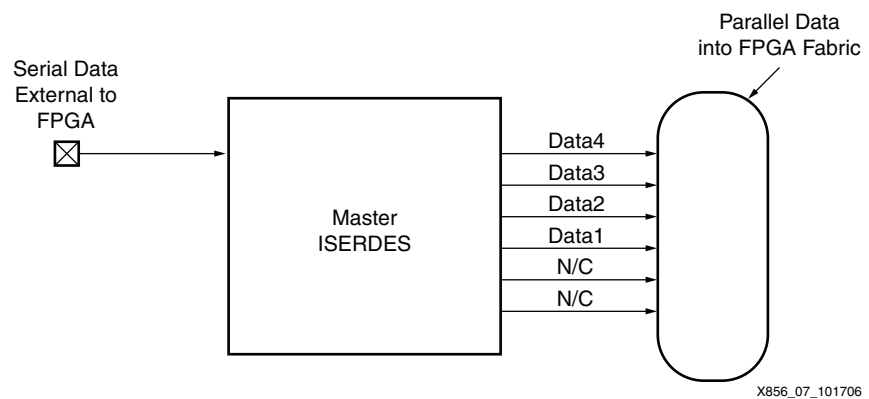 Parallel Data
into FPGA Fabric
Serial Data
External to
FPGA
Master
ISERDES
Data4
Data3
Data2
Data1
N/C
N/C
X856_07_101706